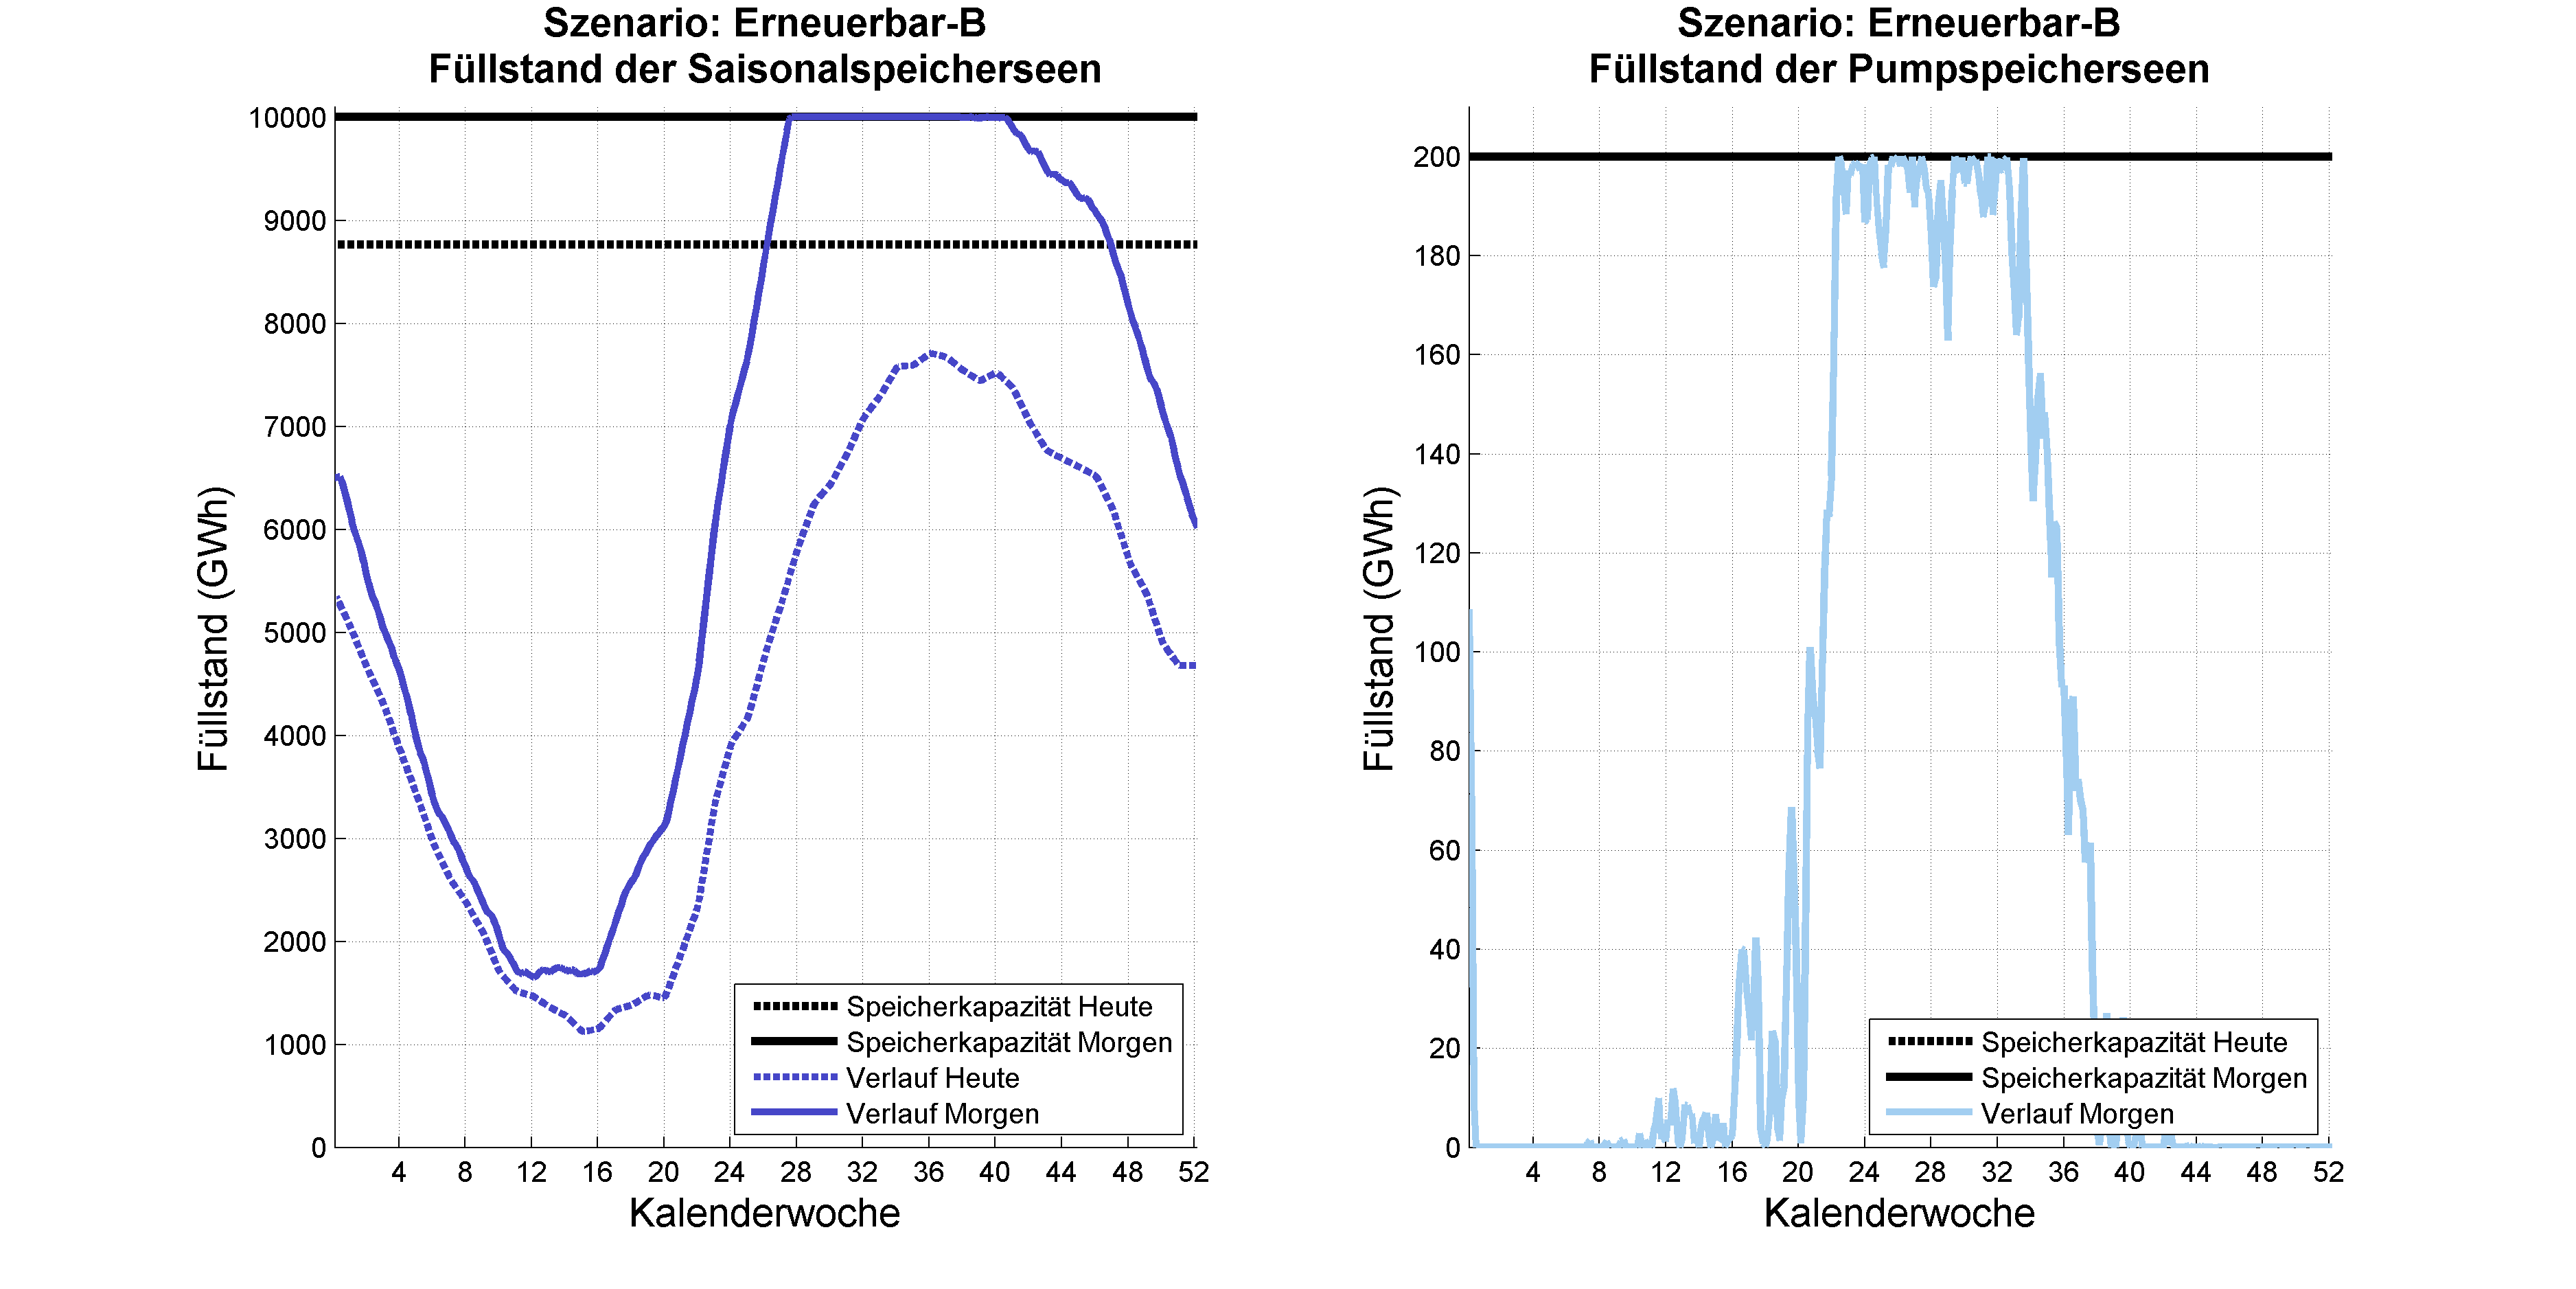 Szenario: Erneuerbar-B
Füllstand der Saisonalspeicherseen
10000
9000
8000
7000
6000
5000
4000
3000
2000
1000
0
Füllstand (GWh)
4 8 12 16 20 24 28 32 36 40 44 48 52
Kalenderwoche
Speicherkapazität Heute
Speicherkapazität Morgen
Verlauf Heute
Verlauf Morgen
Szenario: Erneuerbar-B
Füllstand der Pumpspeicherseen
200
180
160
140
120
100
80
60
40
20
0
Füllstand (GWh)
4 8 12 16 20 24 28 32 36 40 44 48 52
Kalenderwoche
Speicherkapazität Heute
Speicherkapazität Morgen
Verlauf Morgen